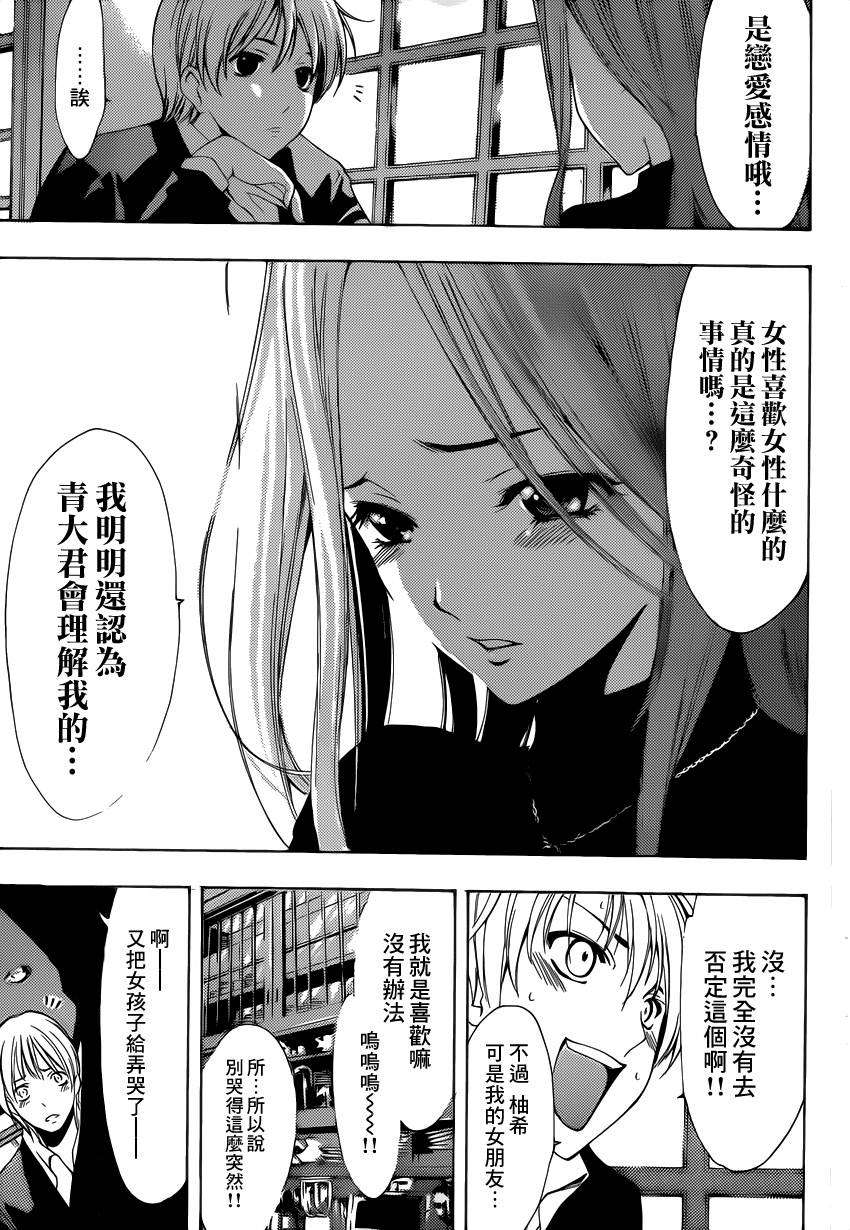 是戀愛感情哦…
……
誒
女性喜歡女性什麼的
真的是這麼奇怪的
事情嗎…?
我明明還認為
青大君會理解我的…
沒…
我完全沒有去
否定這個啊!!
不過 柚希
可是我的女朋友…
我就是喜歡嘛
沒有辦法
嗚嗚嗚～～!!
所…所以說
別哭得這麼突然!!
啊——
又把女孩子給弄哭了——